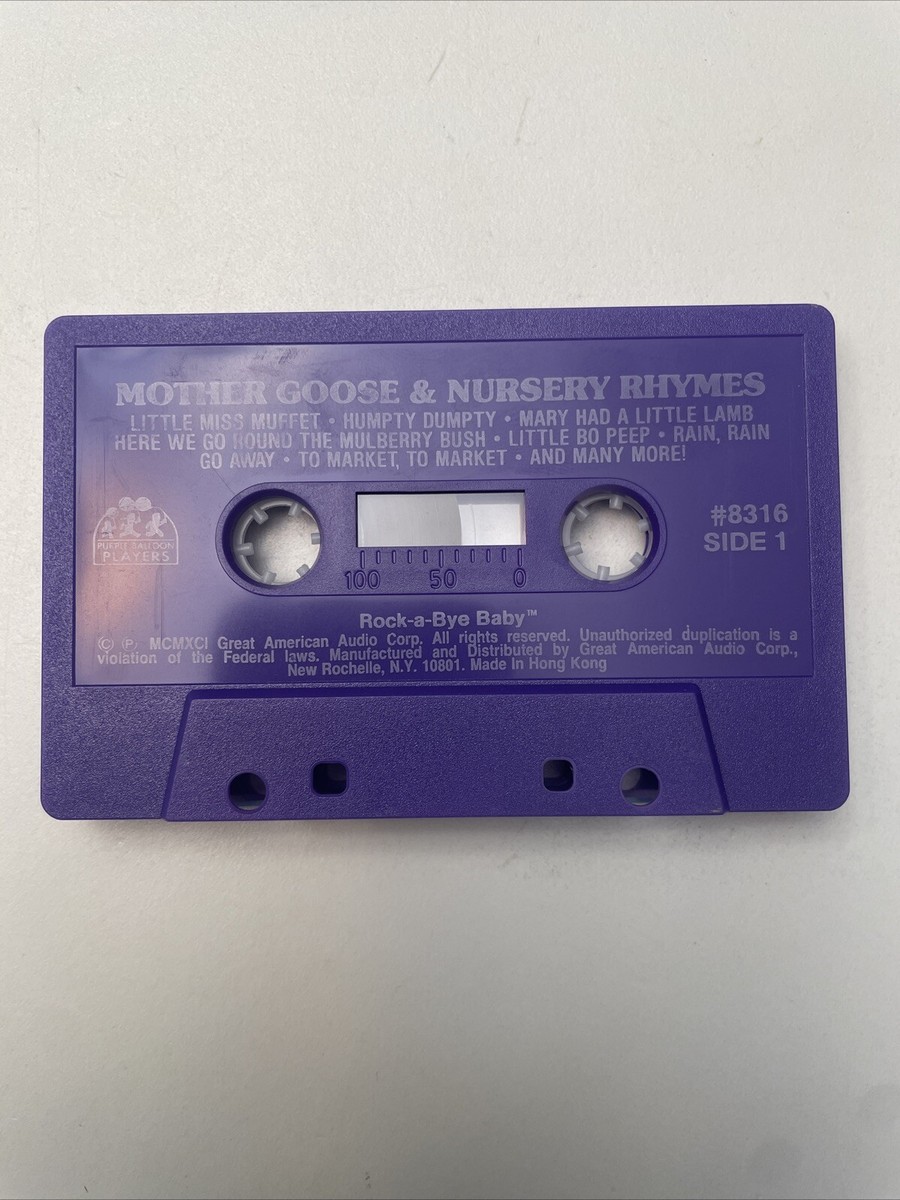 MOTHER GOOSE & NURSERY RHYMES
LITTLE MISS MUFFET • HUMPTY DUMPTY • MARY HAD A LITTLE LAMB
HERE WE GO ROUND THE MULBERRY BUSH • LITTLE BO PEEP • RAIN, RAIN
GO AWAY • TO MARKET, TO MARKET • AND MANY MORE!
#8316
SIDE 1
BALLOON
PLAYERS
100 50 0
Rock-a-Bye Baby™
© ℗ MCMXCI Great American Audio Corp. All rights reserved. Unauthorized duplication is a
violation of the Federal laws. Manufactured and Distributed by Great American Audio Corp.,
New Rochelle, N.Y. 10801. Made In Hong Kong